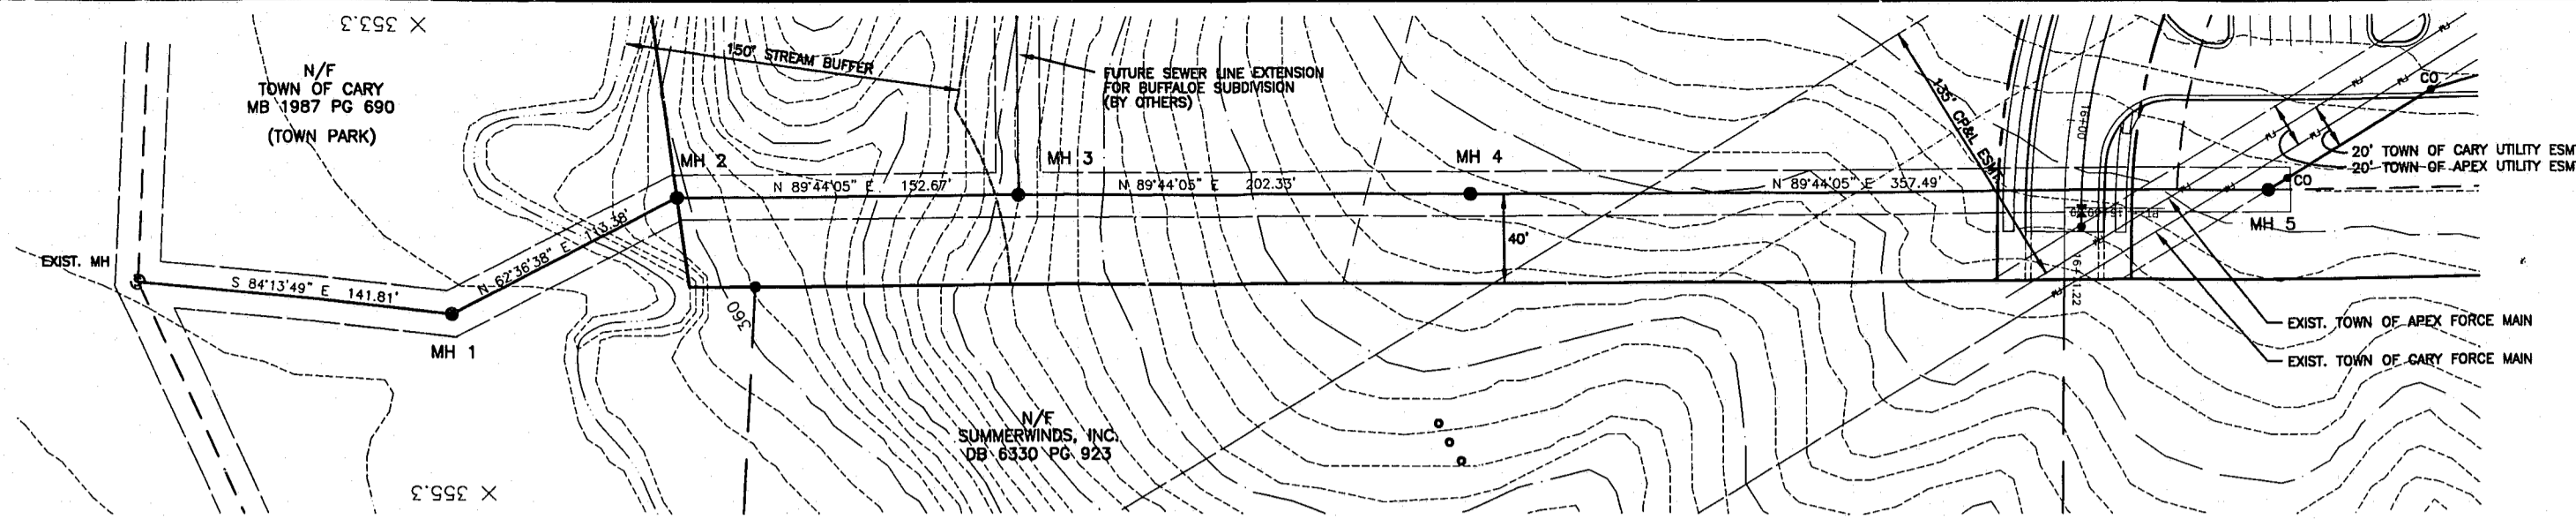 X 353.3
N/F
TOWN OF CARY
MB 1987 PG 690
(TOWN PARK)
150' STREAM BUFFER
FUTURE SEWER LINE EXTENSION
FOR BUFFALOE SUBDIVISION
(BY OTHERS)
135' CP&L ESMT
16+00
CO
20' TOWN OF CARY UTILITY ESMT
20' TOWN OF APEX UTILITY ESMT
MH 2
MH 3
MH 4
N 89°44'05" E 152.67'
N 89°44'05" E 202.33'
N 89°44'05" E 357.49'
CO
MH 5
40'
EXIST. MH
S 84°13'49" E 141.81'
N 62°36'38" E 113.38'
MH 1
360
EXIST. TOWN OF APEX FORCE MAIN
EXIST. TOWN OF CARY FORCE MAIN
N/F
SUMMERWINDS, INC.
DB 6330 PG 923
X 355.3